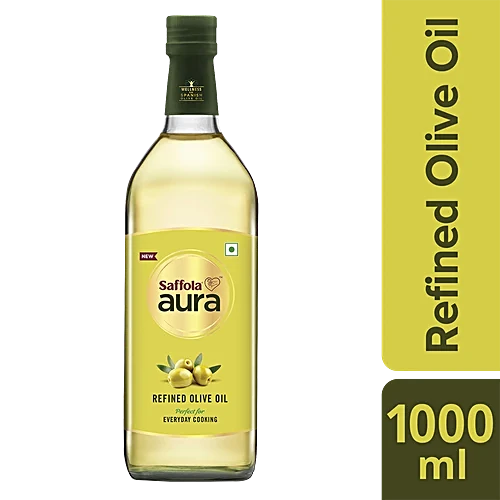 WELLNESS
SPANISH
OLIVE OIL
NEW
Saffola
aura
REFINED OLIVE OIL
Perfect for
EVERYDAY COOKING
Refined Olive Oil
1000
ml